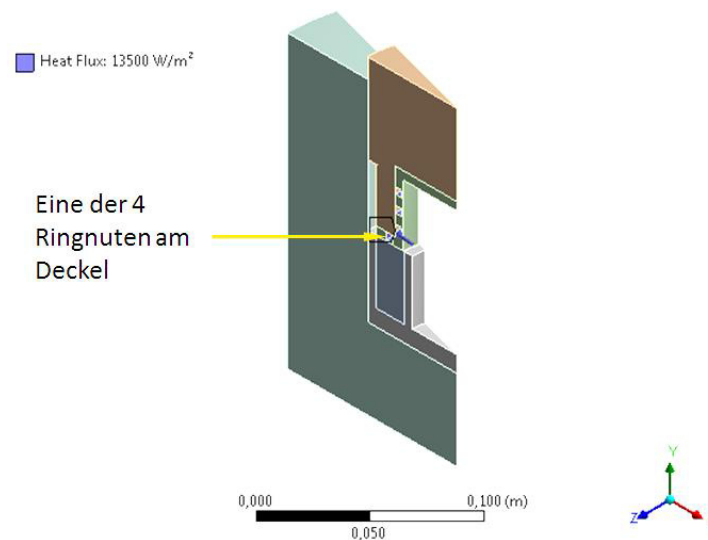 Heat Flux: 13500 W/m²
Eine der 4
Ringnuten am
Deckel
0,000
0,100 (m)
0,050
Y
Z